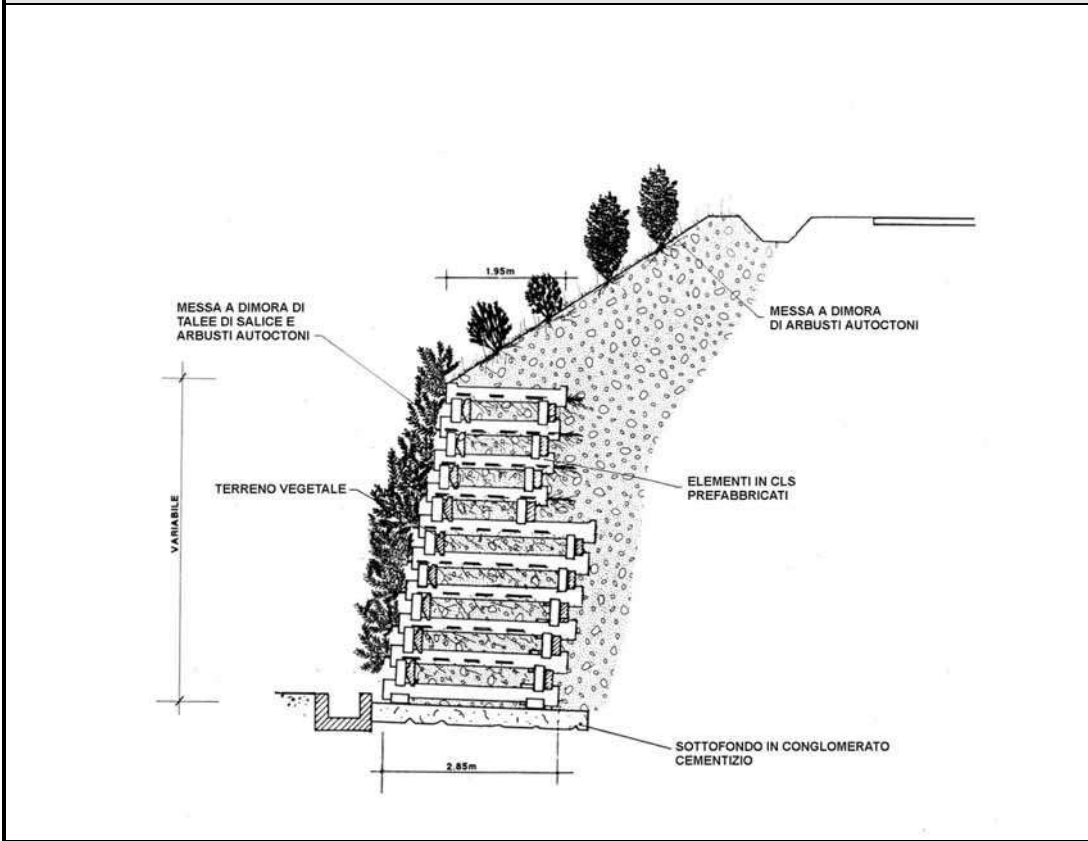 1.95m
MESSA A DIMORA DI
TALEE DI SALICE E
ARBUSTI AUTOCTONI
MESSA A DIMORA
DI ARBUSTI AUTOCTONI
TERRENO VEGETALE
ELEMENTI IN CLS
PREFABBRICATI
VARIABILE
SOTTOFONDO IN CONGLOMERATO
CEMENTIZIO
2.85m